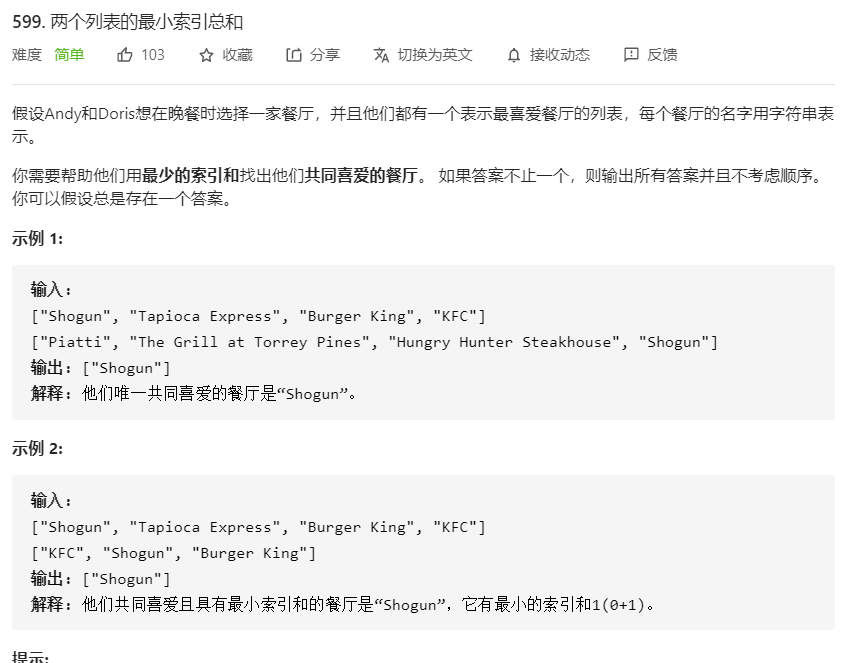 599. 两个列表的最小索引总和
难度 简单 103 收藏 分享 切换为英文 接收动态 反馈
假设Andy和Doris想在晚餐时选择一家餐厅，并且他们都有一个表示最喜爱餐厅的列表，每个餐厅的名字用字符串表
示。
你需要帮助他们用最少的索引和找出他们共同喜爱的餐厅。 如果答案不止一个，则输出所有答案并且不考虑顺序。
你可以假设总是存在一个答案。
示例 1:
输入:
["Shogun", "Tapioca Express", "Burger King", "KFC"]
["Piatti", "The Grill at Torrey Pines", "Hungry Hunter Steakhouse", "Shogun"]
输出: ["Shogun"]
解释: 他们唯一共同喜爱的餐厅是“Shogun”。
示例 2:
输入:
["Shogun", "Tapioca Express", "Burger King", "KFC"]
["KFC", "Shogun", "Burger King"]
输出: ["Shogun"]
解释: 他们共同喜爱且具有最小索引和的餐厅是“Shogun”，它有最小的索引和1(0+1)。
提示: